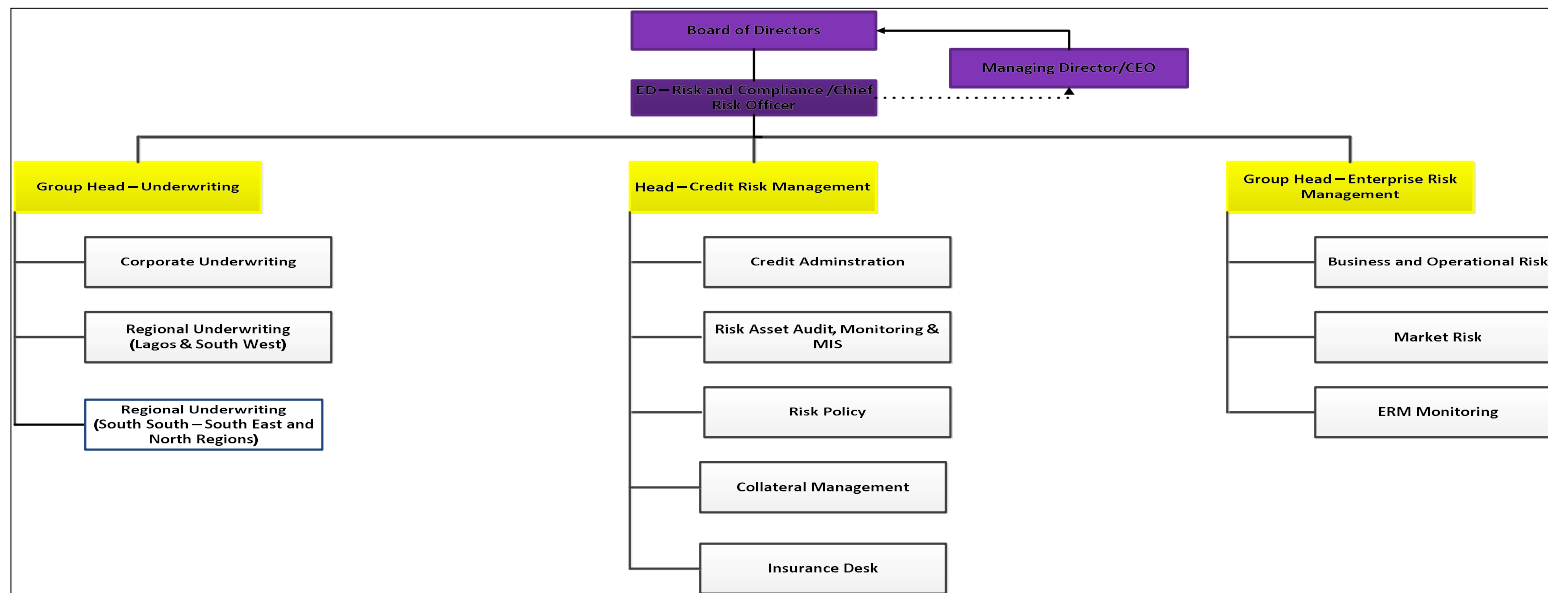 Board of Directors
Managing Director/CEO
ED – Risk and Compliance /Chief
Risk Officer
Group Head – Underwriting
Head – Credit Risk Management
Group Head – Enterprise Risk
Management
Corporate Underwriting
Credit Adminstration
Business and Operational Risk
Regional Underwriting
(Lagos & South West)
Risk Asset Audit, Monitoring &
MIS
Market Risk
Regional Underwriting
(South South – South East and
North Regions)
Risk Policy
ERM Monitoring
Collateral Management
Insurance Desk